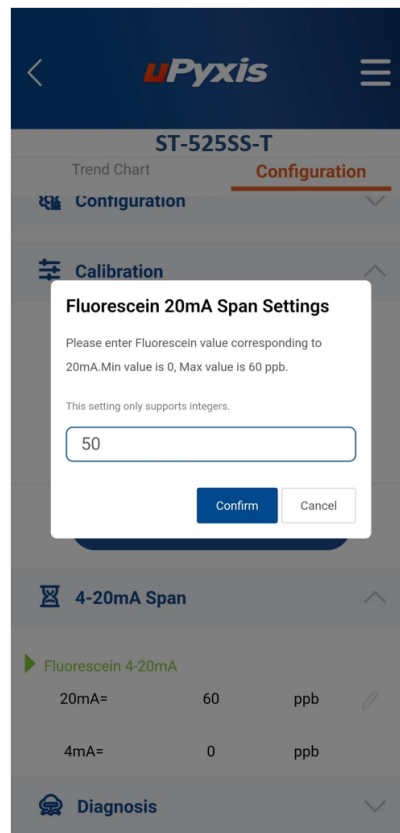 uPyxis
ST-525SS-T
Trend Chart Configuration
Configuration
Calibration
Fluorescein 20mA Span Settings
Please enter Fluorescein value corresponding to
20mA.Min value is 0, Max value is 60 ppb.
This setting only supports integers.
50
Confirm Cancel
4-20mA Span
Fluorescein 4-20mA
20mA= 60 ppb
4mA= 0 ppb
Diagnosis